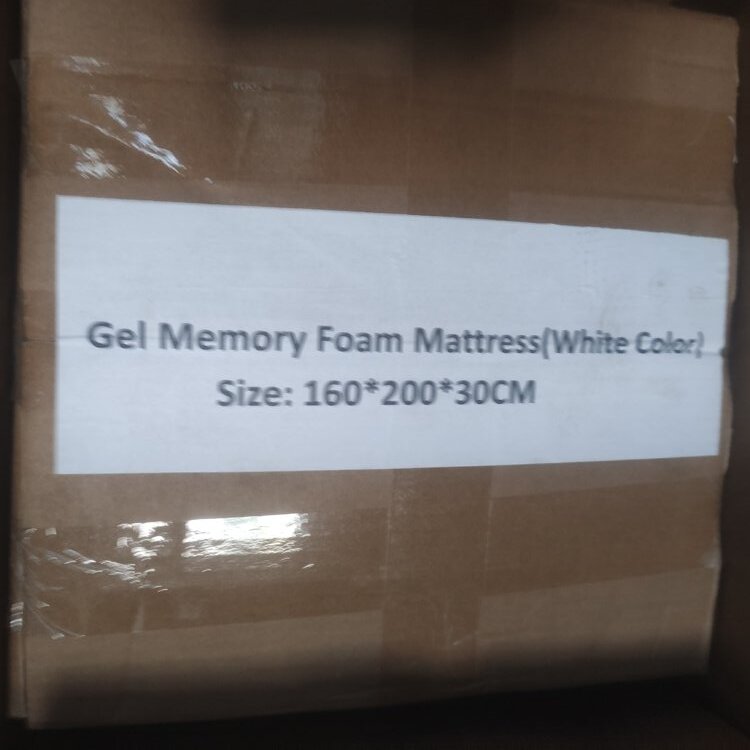 Gel Memory Foam Mattress(White Color)
Size: 160*200*30CM